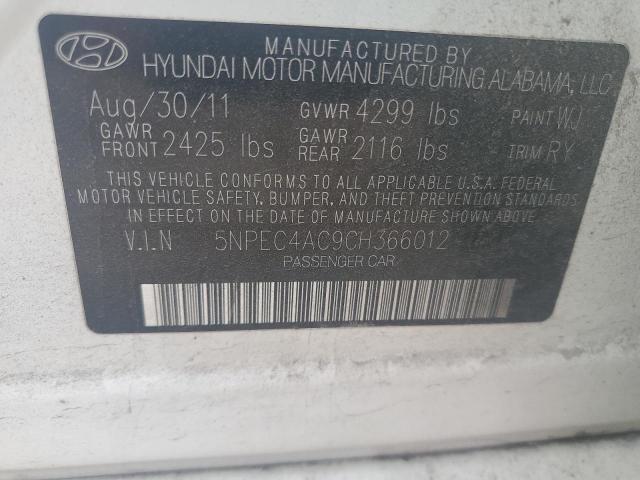 MANUFACTURED BY
HYUNDAI MOTOR MANUFACTURING ALABAMA, LLC
Aug/30/11 GVWR 4299 lbs PAINT WJ
GAWR FRONT 2425 lbs GAWR REAR 2116 lbs TRIM RY
THIS VEHICLE CONFORMS TO ALL APPLICABLE U.S.A. FEDERAL
MOTOR VEHICLE SAFETY, BUMPER, AND THEFT PREVENTION STANDARDS
IN EFFECT ON THE DATE OF MANUFACTURE SHOWN ABOVE.
V.I.N 5NPEC4AC9CH366012
PASSENGER CAR